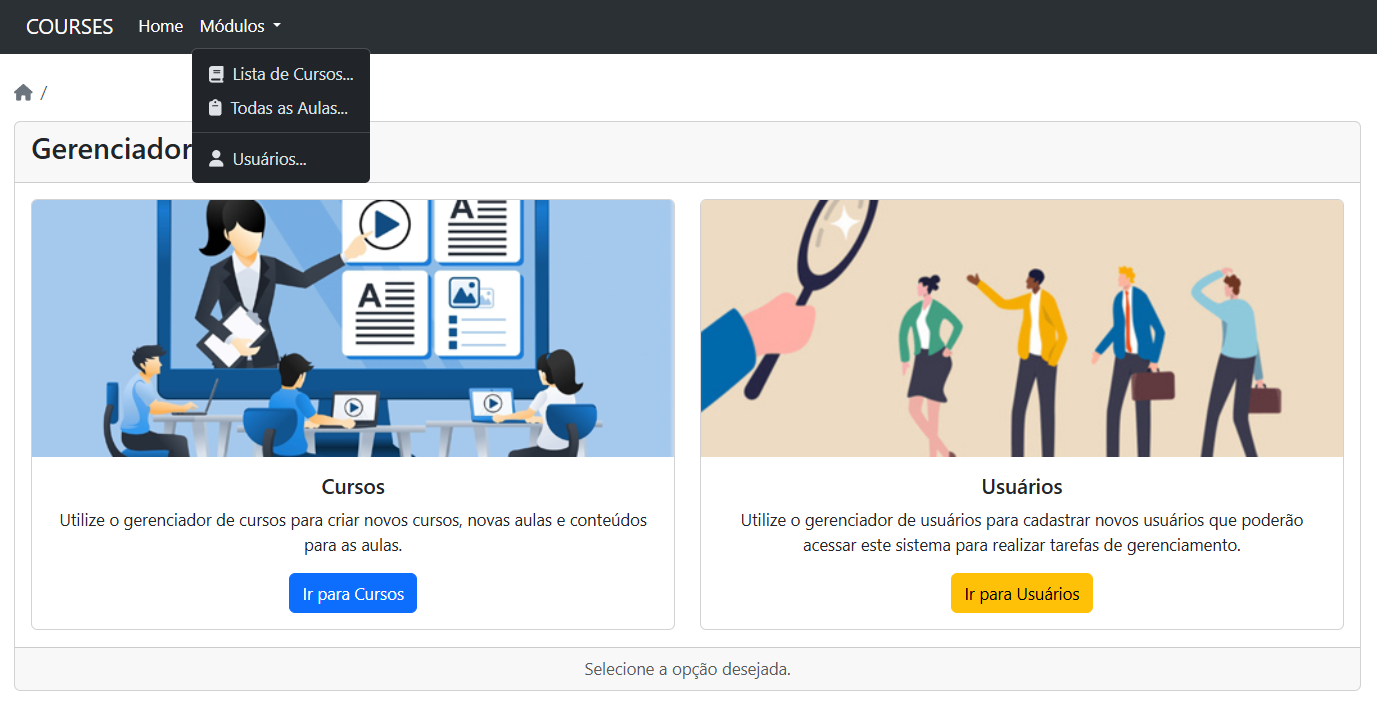 COURSES Home Módulos
Lista de Cursos...
Todas as Aulas...
Usuários...
/
Gerenciador
A
A
Cursos
Utilize o gerenciador de cursos para criar novos cursos, novas aulas e conteúdos
para as aulas.
Ir para Cursos
Usuários
Utilize o gerenciador de usuários para cadastrar novos usuários que poderão
acessar este sistema para realizar tarefas de gerenciamento.
Ir para Usuários
Selecione a opção desejada.